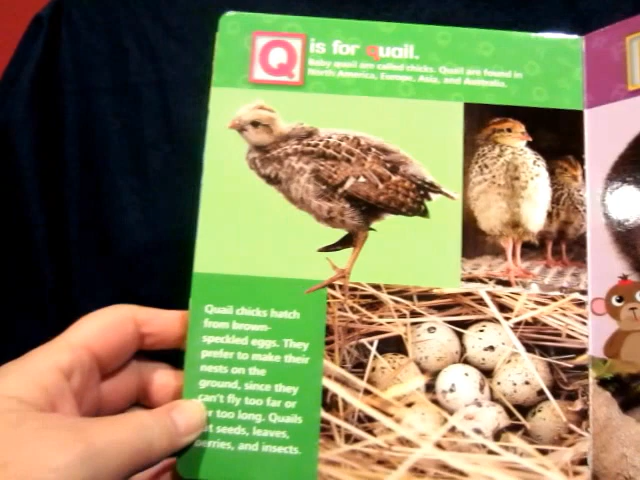 Q is for quail.
Baby quail are called chicks. Quail are found in
North America, Europe, Asia, and Australia.
Quail chicks hatch
from brown-
speckled eggs. They
prefer to make their
nests on the
ground, since they
can't fly too far or
too long. Quails
seeds, leaves,
berries, and insects.